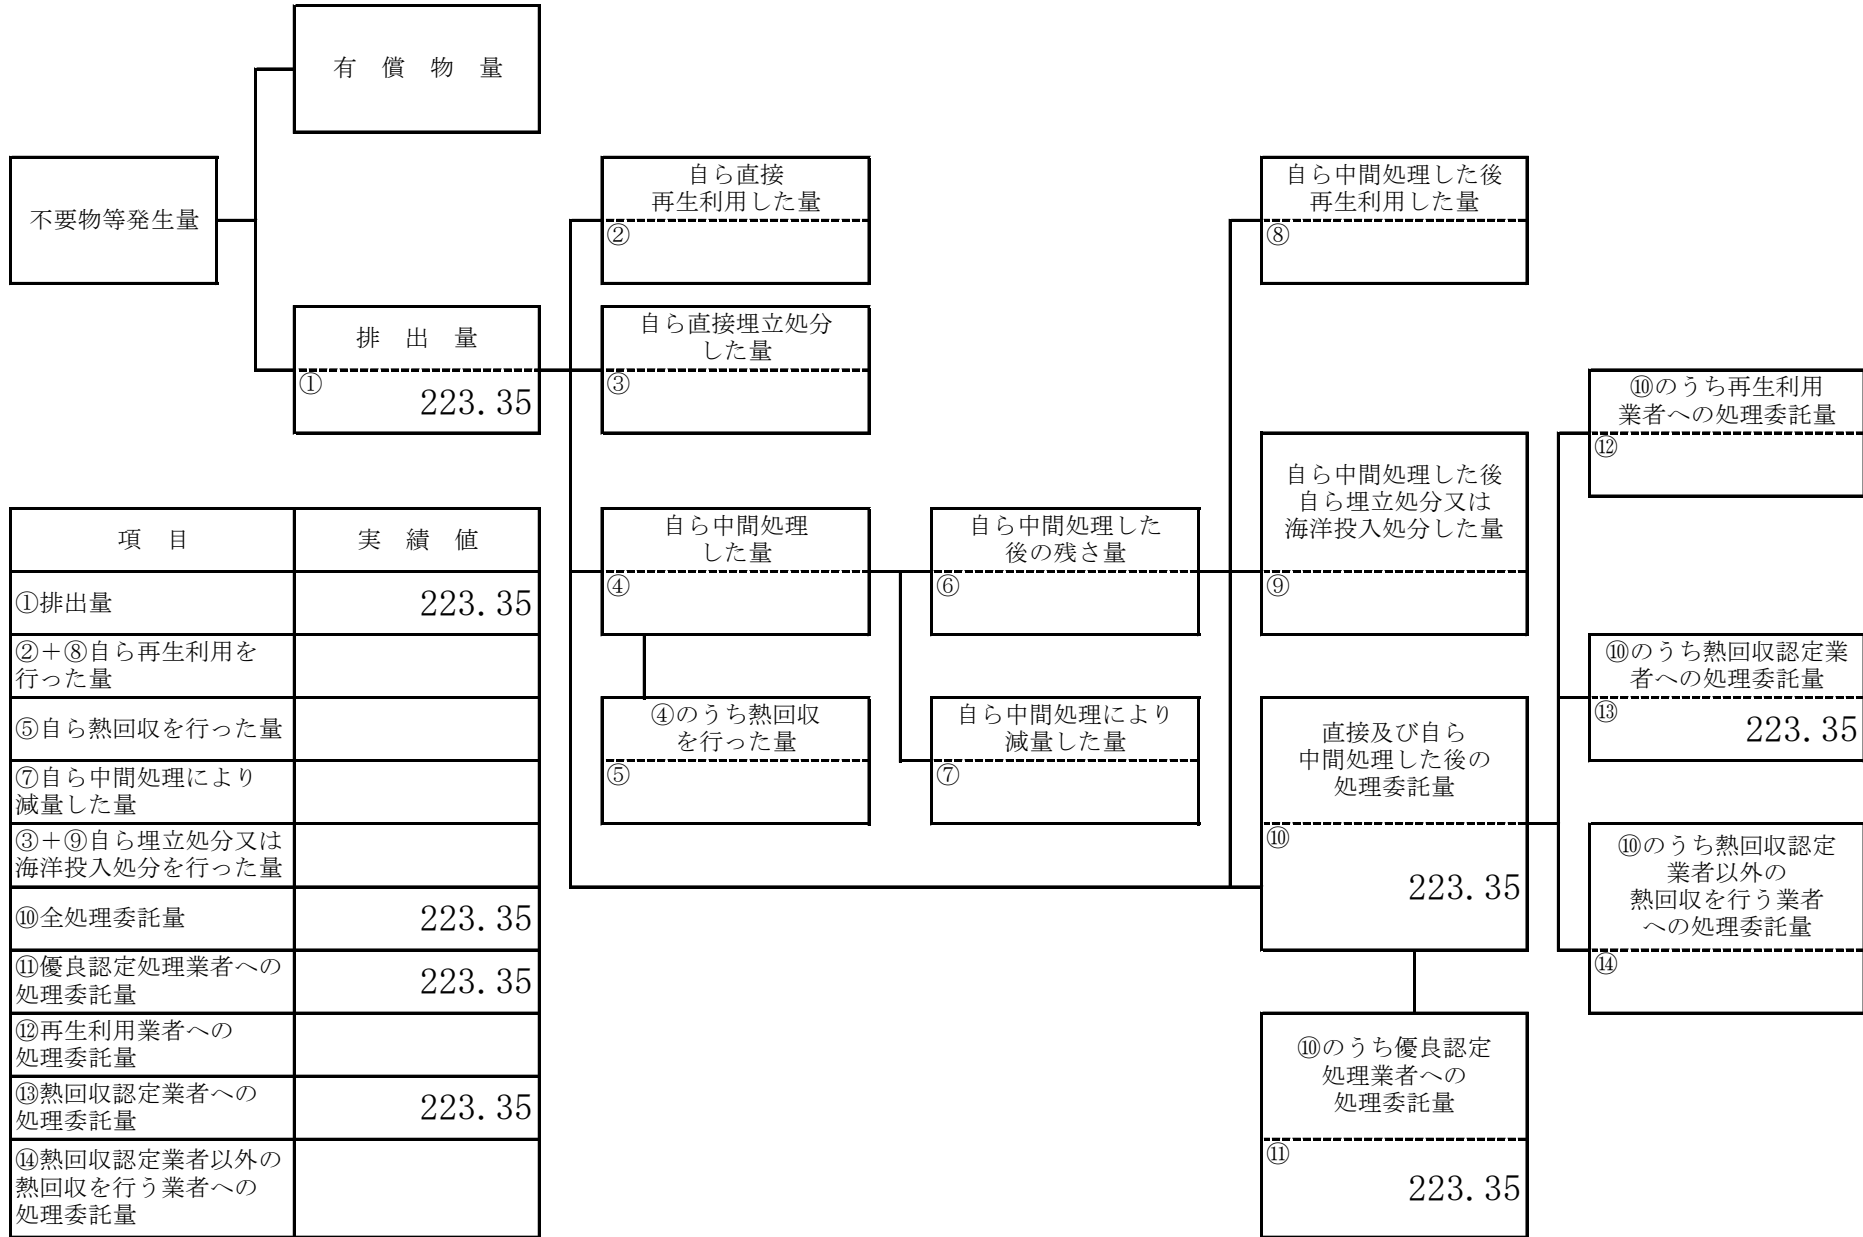 有 償 物 量
不要物等発生量
排 出 量
①
223.35
自ら直接
再生利用した量
②
自ら直接埋立処分
した量
③
自ら中間処理
した量
④
④のうち熱回収
を行った量
⑤
自ら中間処理した
後の残さ量
⑥
自ら中間処理により
減量した量
⑦
自ら中間処理した後
再生利用した量
⑧
自ら中間処理した後
自ら埋立処分又は
海洋投入処分した量
⑨
直接及び自ら
中間処理した後の
処理委託量
⑩
223.35
⑩のうち優良認定
処理業者への
処理委託量
⑪
223.35
⑩のうち再生利用
業者への処理委託量
⑫
⑩のうち熱回収認定業
者への処理委託量
⑬
223.35
⑩のうち熱回収認定
業者以外の
熱回収を行う業者
への処理委託量
⑭
項 目 実 績 値
①排出量 223.35
②＋⑧自ら再生利用を
行った量
⑤自ら熱回収を行った量
⑦自ら中間処理により
減量した量
③＋⑨自ら埋立処分又は
海洋投入処分を行った量
⑩全処理委託量 223.35
⑪優良認定処理業者への
処理委託量 223.35
⑫再生利用業者への
処理委託量
⑬熱回収認定業者への
処理委託量 223.35
⑭熱回収認定業者以外の
熱回収を行う業者への
処理委託量